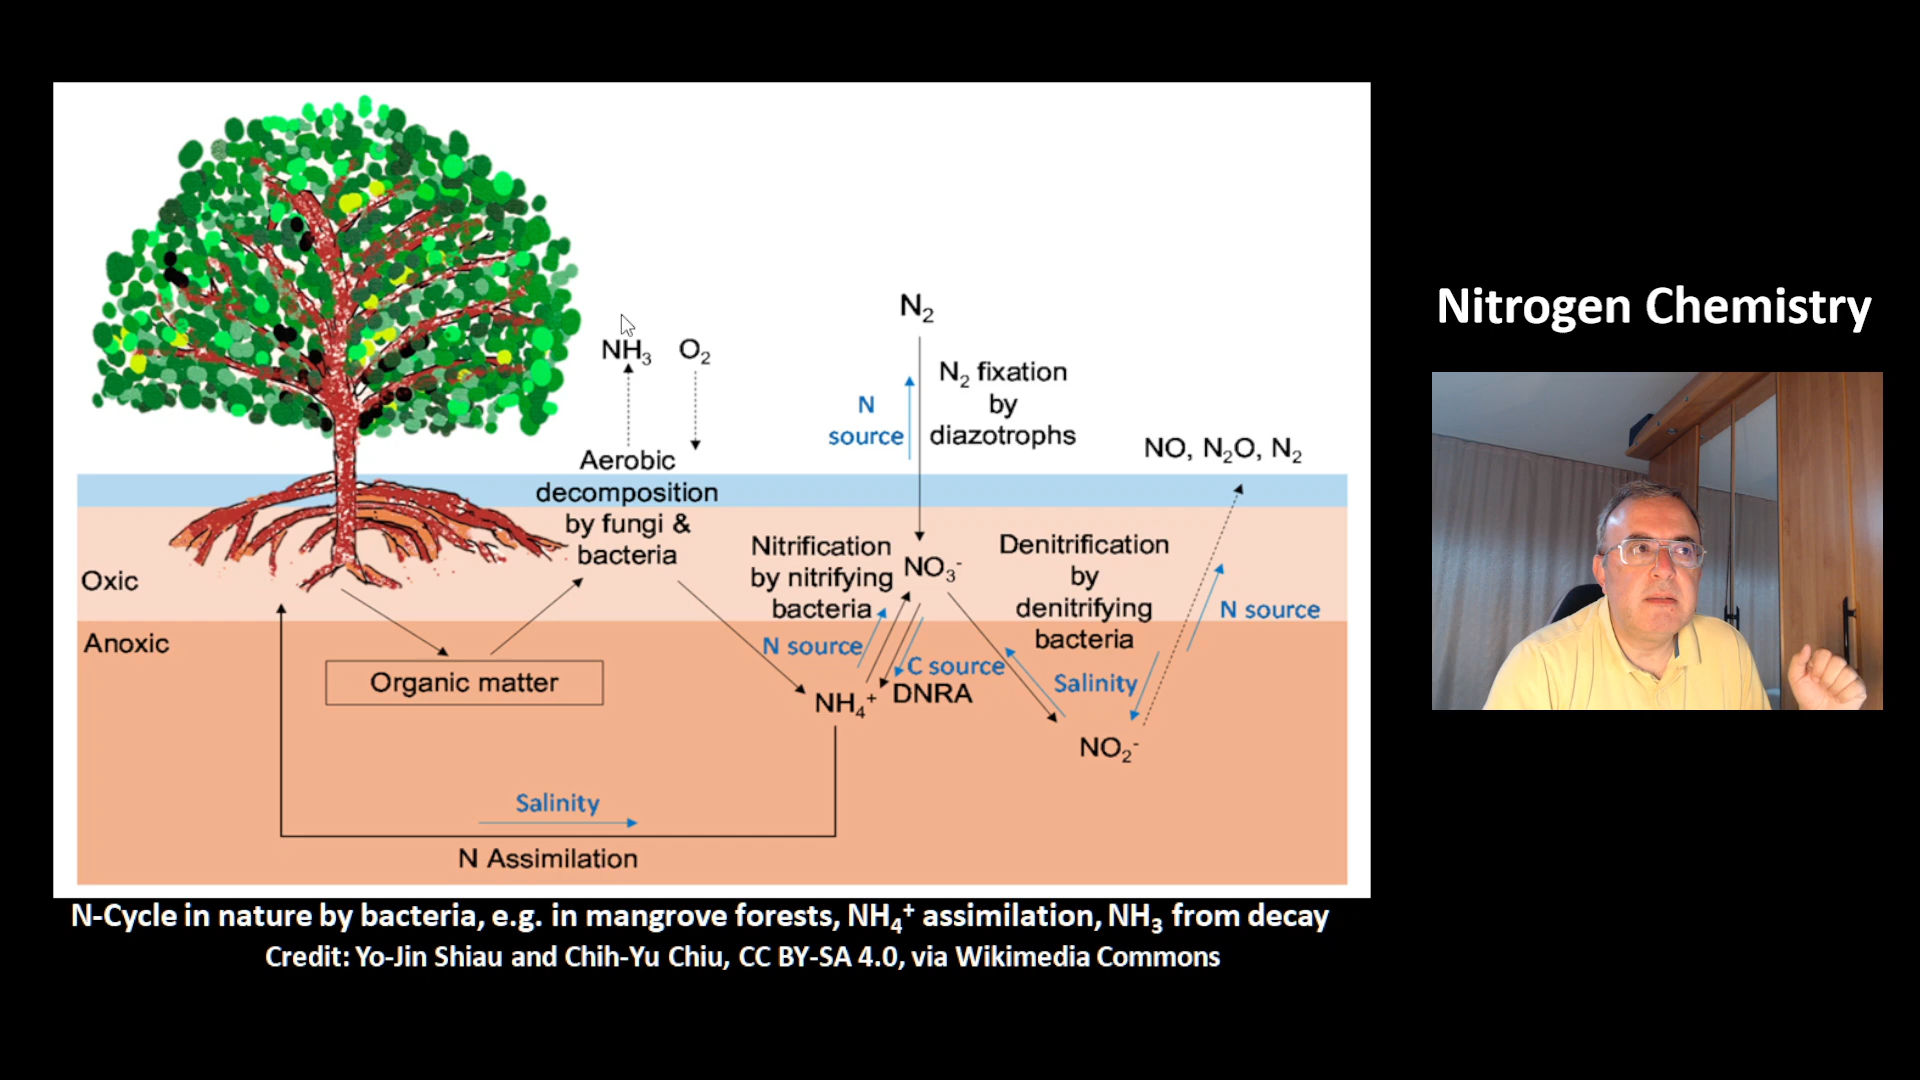 Nitrogen Chemistry
N₂
NH₃ O₂
N₂ fixation
by
diazotrophs
N
source
NO, N₂O, N₂
Aerobic
decomposition
by fungi &
bacteria
Nitrification
by nitrifying
bacteria
NO₃⁻
Denitrification
by
denitrifying
bacteria
Oxic
Anoxic
N source
N source
C source
DNRA
Salinity
Organic matter
NH₄⁺
NO₂⁻
Salinity
N Assimilation
N-Cycle in nature by bacteria, e.g. in mangrove forests, NH₄⁺ assimilation, NH₃ from decay
Credit: Yo-Jin Shiau and Chih-Yu Chiu, CC BY-SA 4.0, via Wikimedia Commons